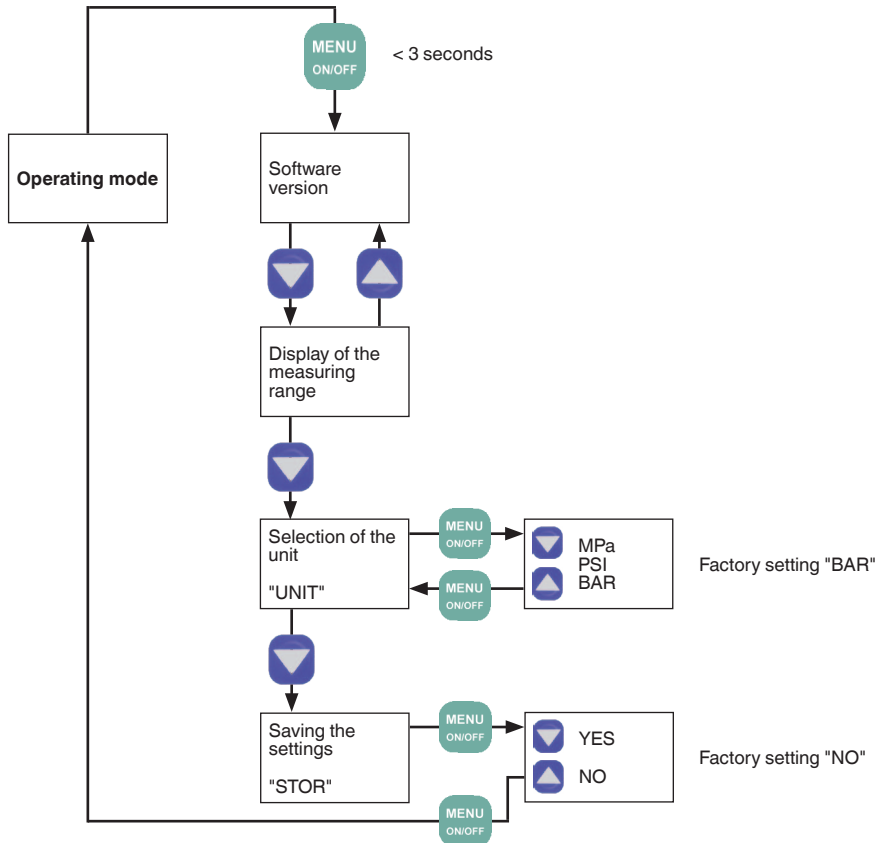 MENU
ON/OFF
< 3 seconds
Operating mode
Software
version
Display of the
measuring
range
Selection of the
unit
"UNIT"
MENU
ON/OFF
MENU
ON/OFF
MPa
PSI
BAR
Factory setting "BAR"
Saving the
settings
"STOR"
MENU
ON/OFF
YES
NO
Factory setting "NO"
MENU
ON/OFF